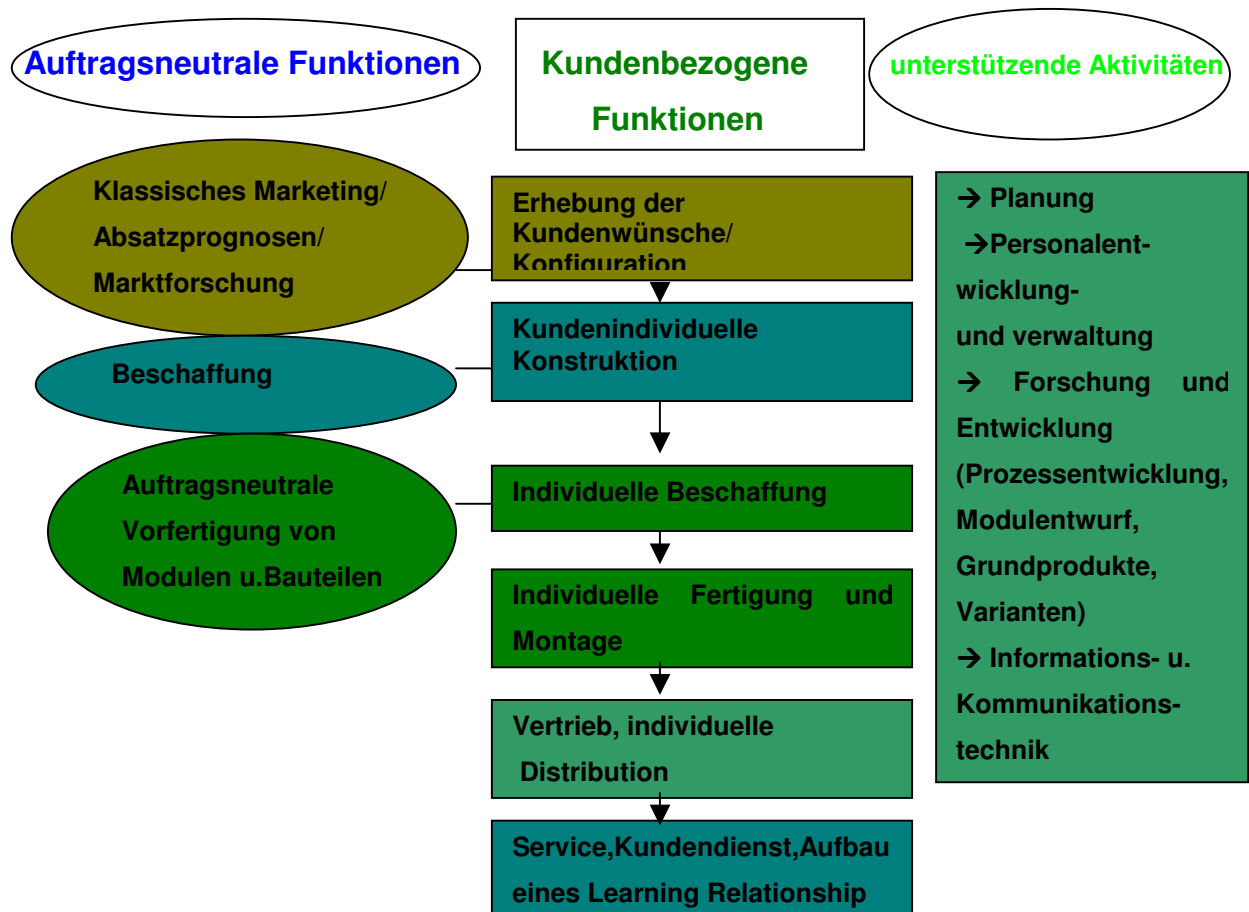 Auftragsneutrale Funktionen
Kundenbezogene
Funktionen
unterstützende Aktivitäten
Klassisches Marketing/
Absatzprognosen/
Marktforschung
Beschaffung
Auftragsneutrale
Vorfertigung von
Modulen u.Bauteilen
Erhebung der
Kundenwünsche/
Konfiguration
Kundenindividuelle
Konstruktion
Individuelle Beschaffung
Individuelle Fertigung und
Montage
Vertrieb, individuelle
Distribution
Service,Kundendienst,Aufbau
eines Learning Relationship
→ Planung
→Personalent-
wicklung-
und verwaltung
→ Forschung und
Entwicklung
(Prozessentwicklung,
Modulentwurf,
Grundprodukte,
Varianten)
→ Informations- u.
Kommunikations-
technik